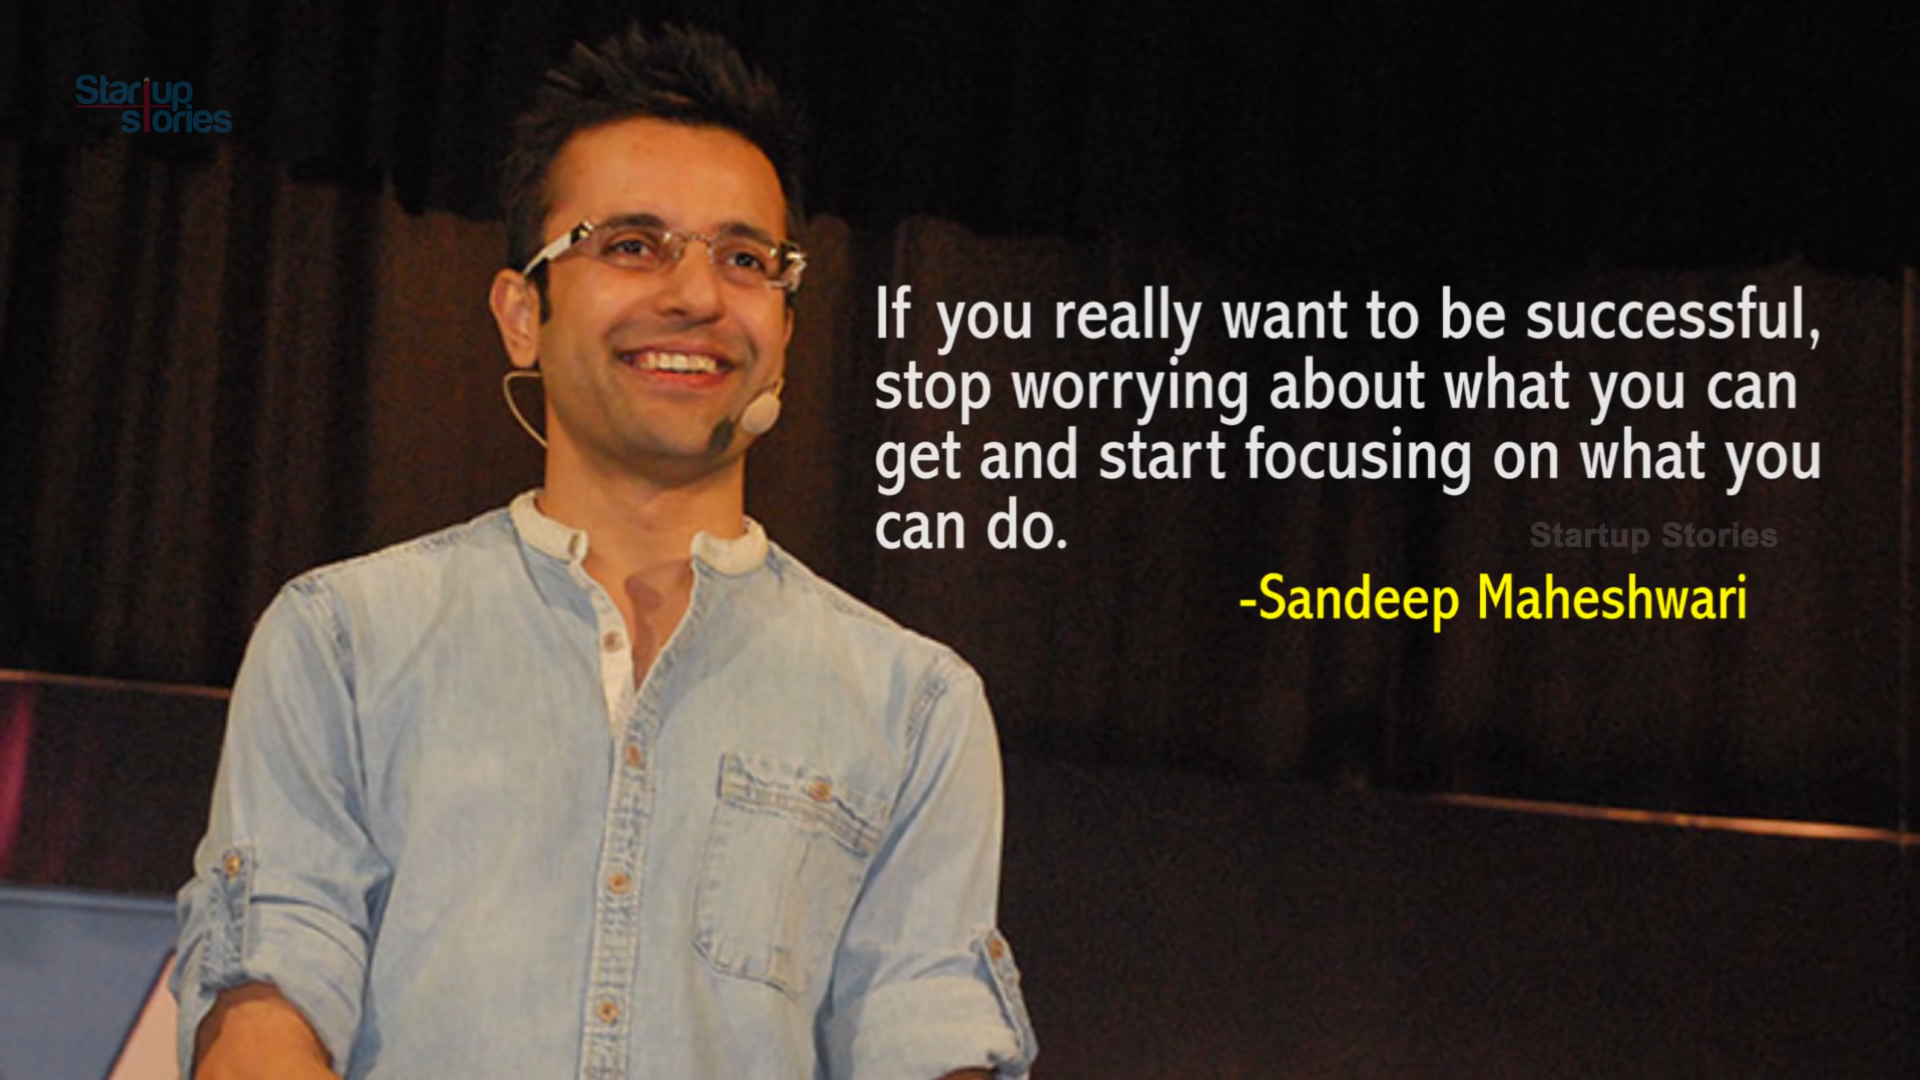 Startup
stories
If you really want to be successful,
stop worrying about what you can
get and start focusing on what you
can do.
Startup Stories
-Sandeep Maheshwari